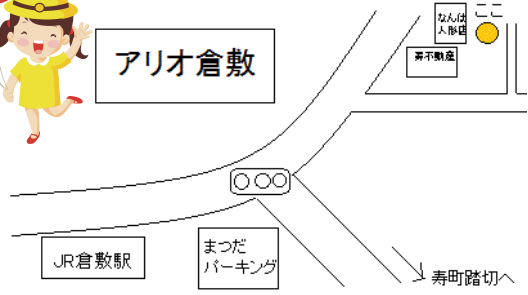 アリオ倉敷
なんば
人形店
ここ
寿不動産
JR倉敷駅
まつだ
パーキング
寿町踏切へ